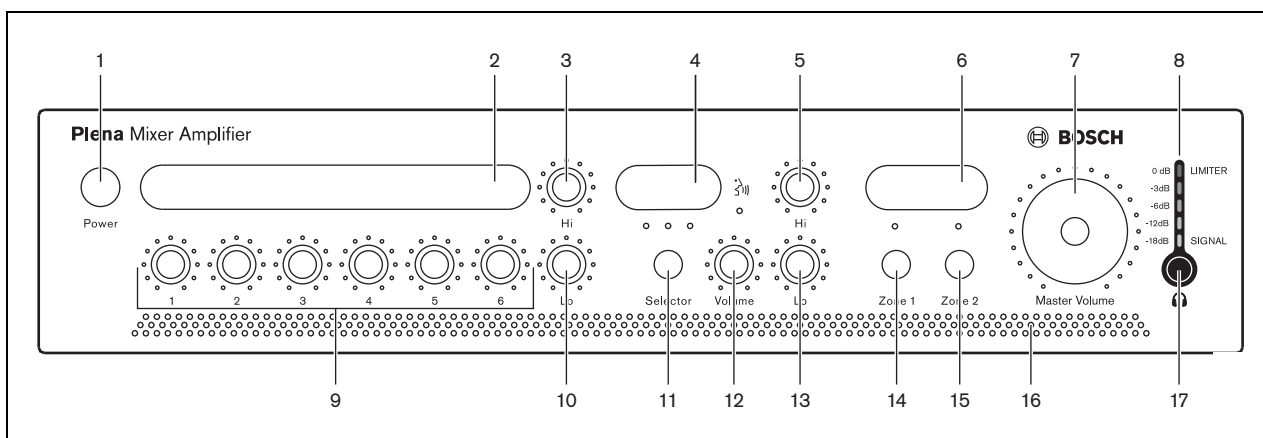 1 2 3 4 5 6 7 8
Plena Mixer Amplifier
BOSCH
0 dB LIMITER
-3dB
-6dB
-12dB
-18dB SIGNAL
Power
Hi
Hi
1 2 3 4 5 6 Lo Selector Volume Lo Zone 1 Zone 2 Master Volume
9 10 11 12 13 14 15 16 17